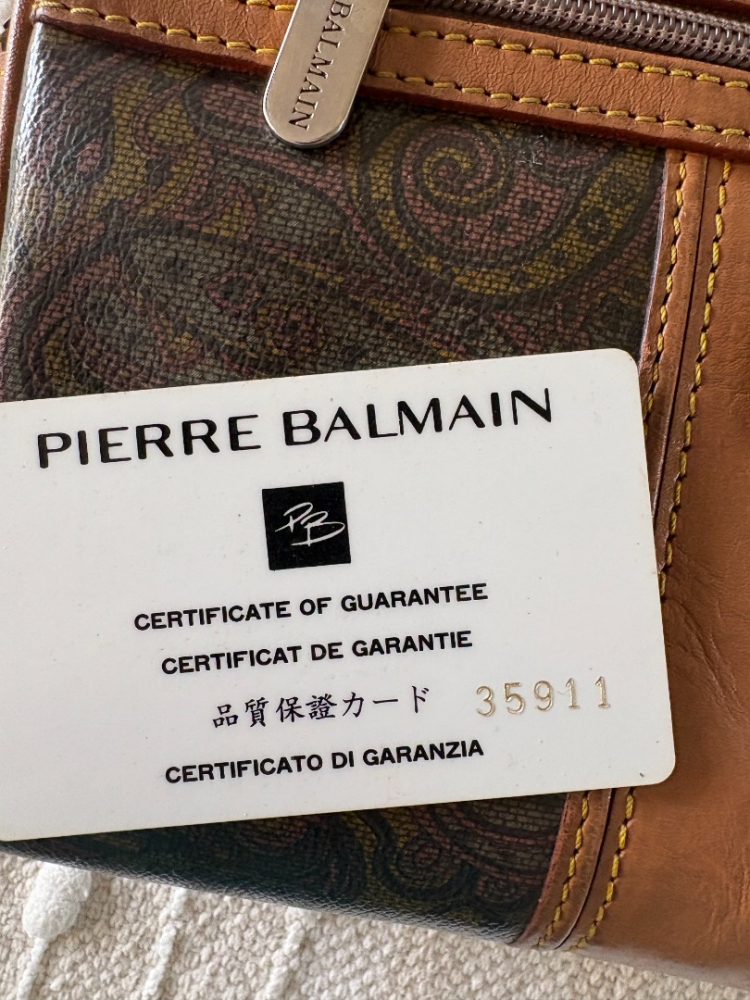 BALMAIN
PIERRE BALMAIN
PB
CERTIFICATE OF GUARANTEE
CERTIFICAT DE GARANTIE
品質保證カード 35911
CERTIFICATO DI GARANZIA